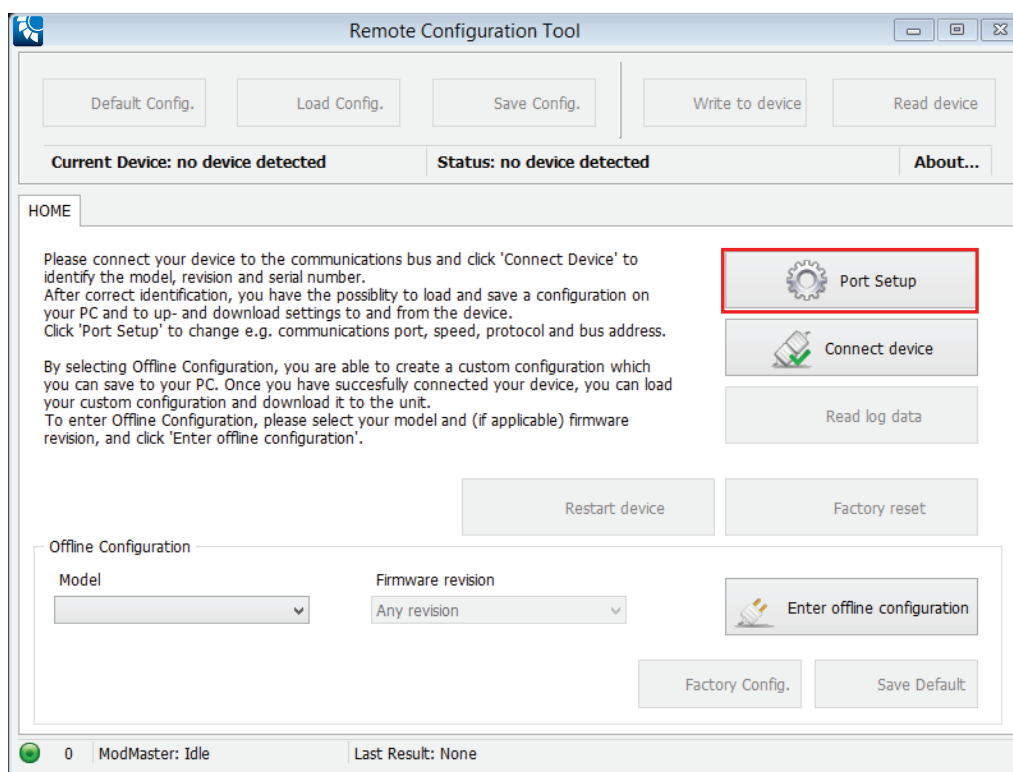 Remote Configuration Tool
Default Config.
Load Config.
Save Config.
Write to device
Read device
Current Device: no device detected
Status: no device detected
About...
HOME
Please connect your device to the communications bus and click 'Connect Device' to
identify the model, revision and serial number.
After correct identification, you have the possiblity to load and save a configuration on
your PC and to up- and download settings to and from the device.
Click 'Port Setup' to change e.g. communications port, speed, protocol and bus address.
By selecting Offline Configuration, you are able to create a custom configuration which
you can save to your PC. Once you have succesfully connected your device, you can load
your custom configuration and download it to the unit.
To enter Offline Configuration, please select your model and (if applicable) firmware
revision, and click 'Enter offline configuration'.
Port Setup
Connect device
Read log data
Restart device
Factory reset
Offline Configuration
Model
Firmware revision
Any revision
Enter offline configuration
Factory Config.
Save Default
0
ModMaster: Idle
Last Result: None